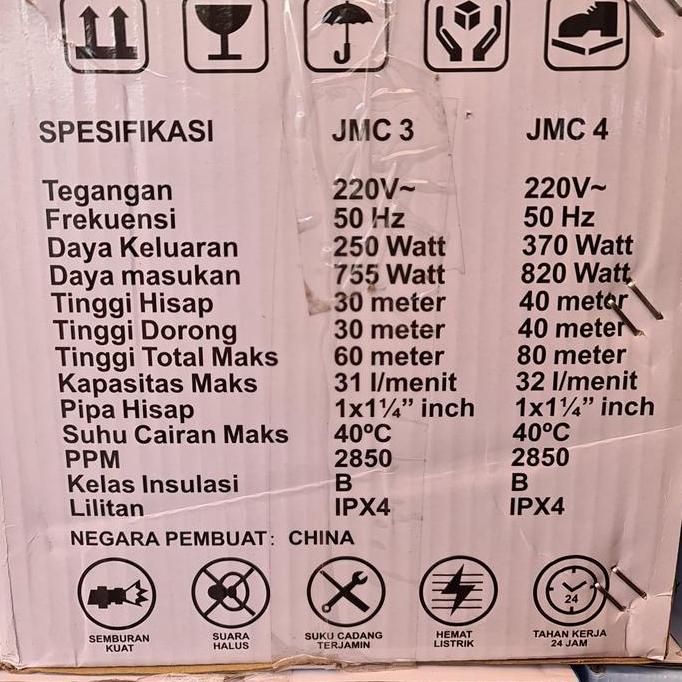 SPESIFIKASI JMC 3 JMC 4
Tegangan 220V~ 220V~
Frekuensi 50 Hz 50 Hz
Daya Keluaran 250 Watt 370 Watt
Daya masukan 755 Watt 820 Watt
Tinggi Hisap 30 meter 40 meter
Tinggi Dorong 30 meter 40 meter
Tinggi Total Maks 60 meter 80 meter
Kapasitas Maks 31 l/menit 32 l/menit
Pipa Hisap 1x1¼” inch 1x1¼” inch
Suhu Cairan Maks 40ºC 40ºC
PPM 2850 2850
Kelas Insulasi B B
Lilitan IPX4 IPX4
NEGARA PEMBUAT: CHINA
24
SEMBURAN KUAT
SUARA HALUS
SUKU CADANG TERJAMIN
HEMAT LISTRIK
TAHAN KERJA 24 JAM